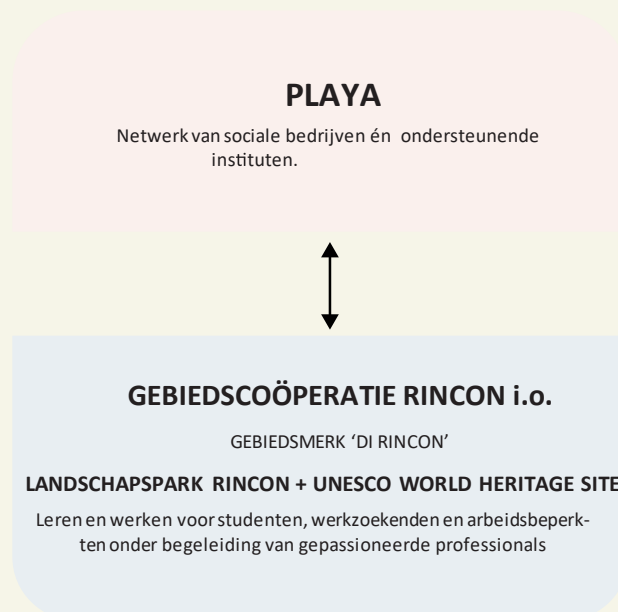 PLAYA
Netwerk van sociale bedrijven én ondersteunende
instituten.
GEBIEDSCOÖPERATIE RINCON i.o.
GEBIEDSMERK ‘DI RINCON’
LANDSCHAPSPARK RINCON + UNESCO WORLD HERITAGE SITE
Leren en werken voor studenten, werkzoekenden en arbeidsbeperk-
ten onder begeleiding van gepassioneerde professionals